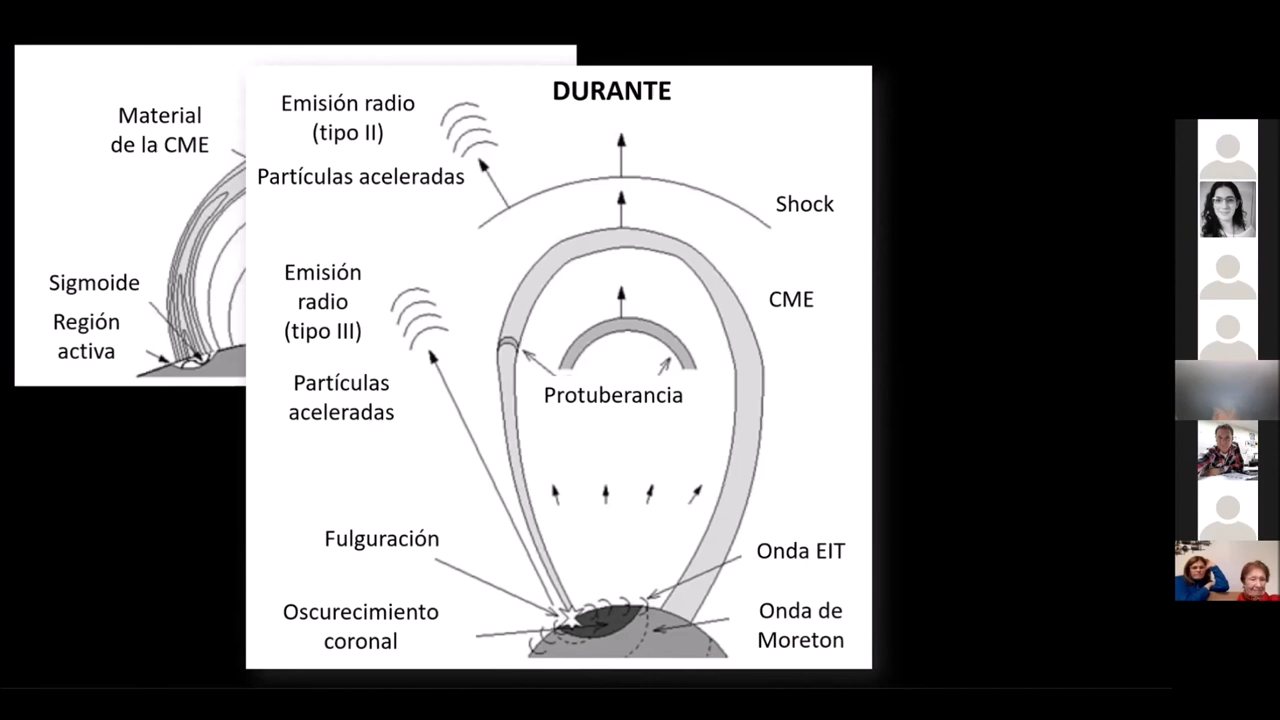 Material
de la CME
Sigmoide
Región
activa
DURANTE
Emisión radio
(tipo II)
Partículas aceleradas
Shock
Emisión
radio
(tipo III)
CME
Partículas
aceleradas
Protuberancia
Fulguración
Onda EIT
Oscurecimiento
coronal
Onda de
Moreton